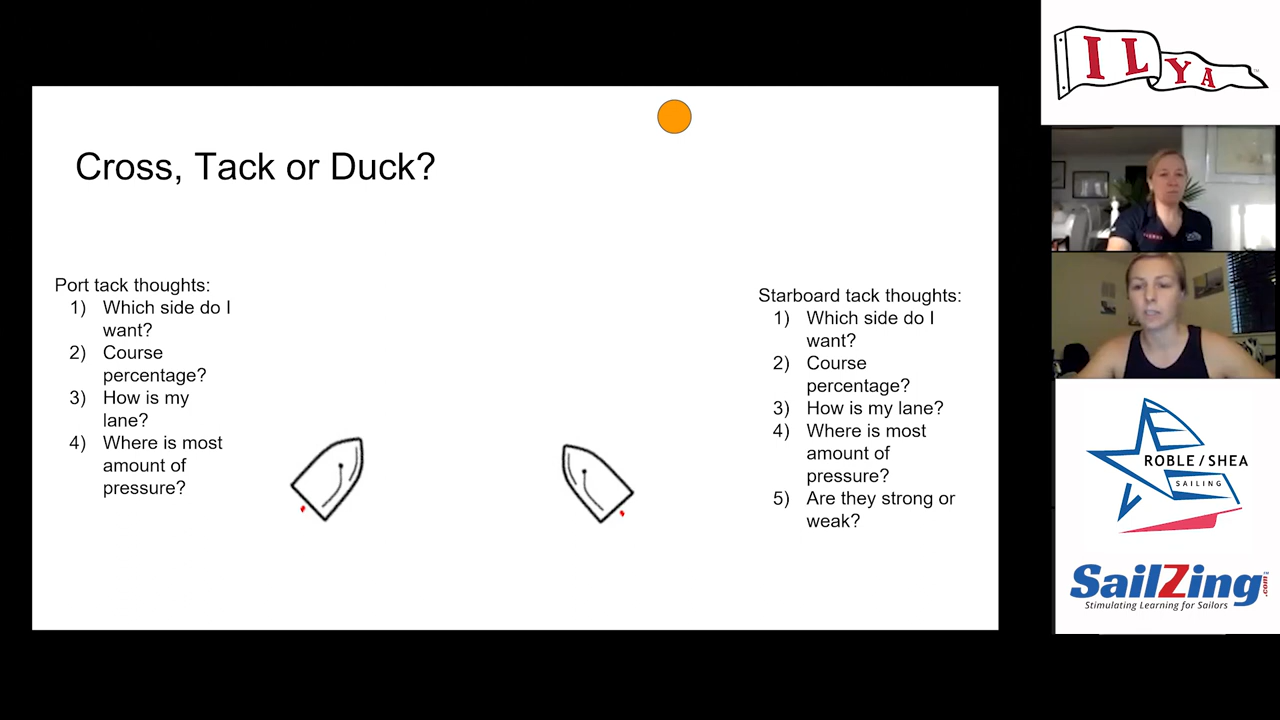 Cross, Tack or Duck?
Port tack thoughts:
1) Which side do I
want?
2) Course
percentage?
3) How is my
lane?
4) Where is most
amount of
pressure?
Starboard tack thoughts:
1) Which side do I
want?
2) Course
percentage?
3) How is my lane?
4) Where is most
amount of
pressure?
5) Are they strong or
weak?
ILYA
ROBLE / SHEA
SAILING
SailZing.com
Stimulating Learning for Sailors